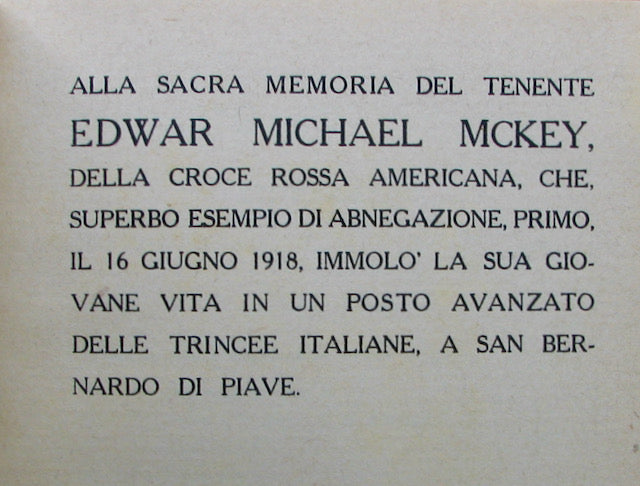 ALLA SACRA MEMORIA DEL TENENTE
EDWAR MICHAEL MCKEY,
DELLA CROCE ROSSA AMERICANA, CHE,
SUPERBO ESEMPIO DI ABNEGAZIONE, PRIMO,
IL 16 GIUGNO 1918, IMMOLO' LA SUA GIO-
VANE VITA IN UN POSTO AVANZATO
DELLE TRINCEE ITALIANE, A SAN BER-
NARDO DI PIAVE.